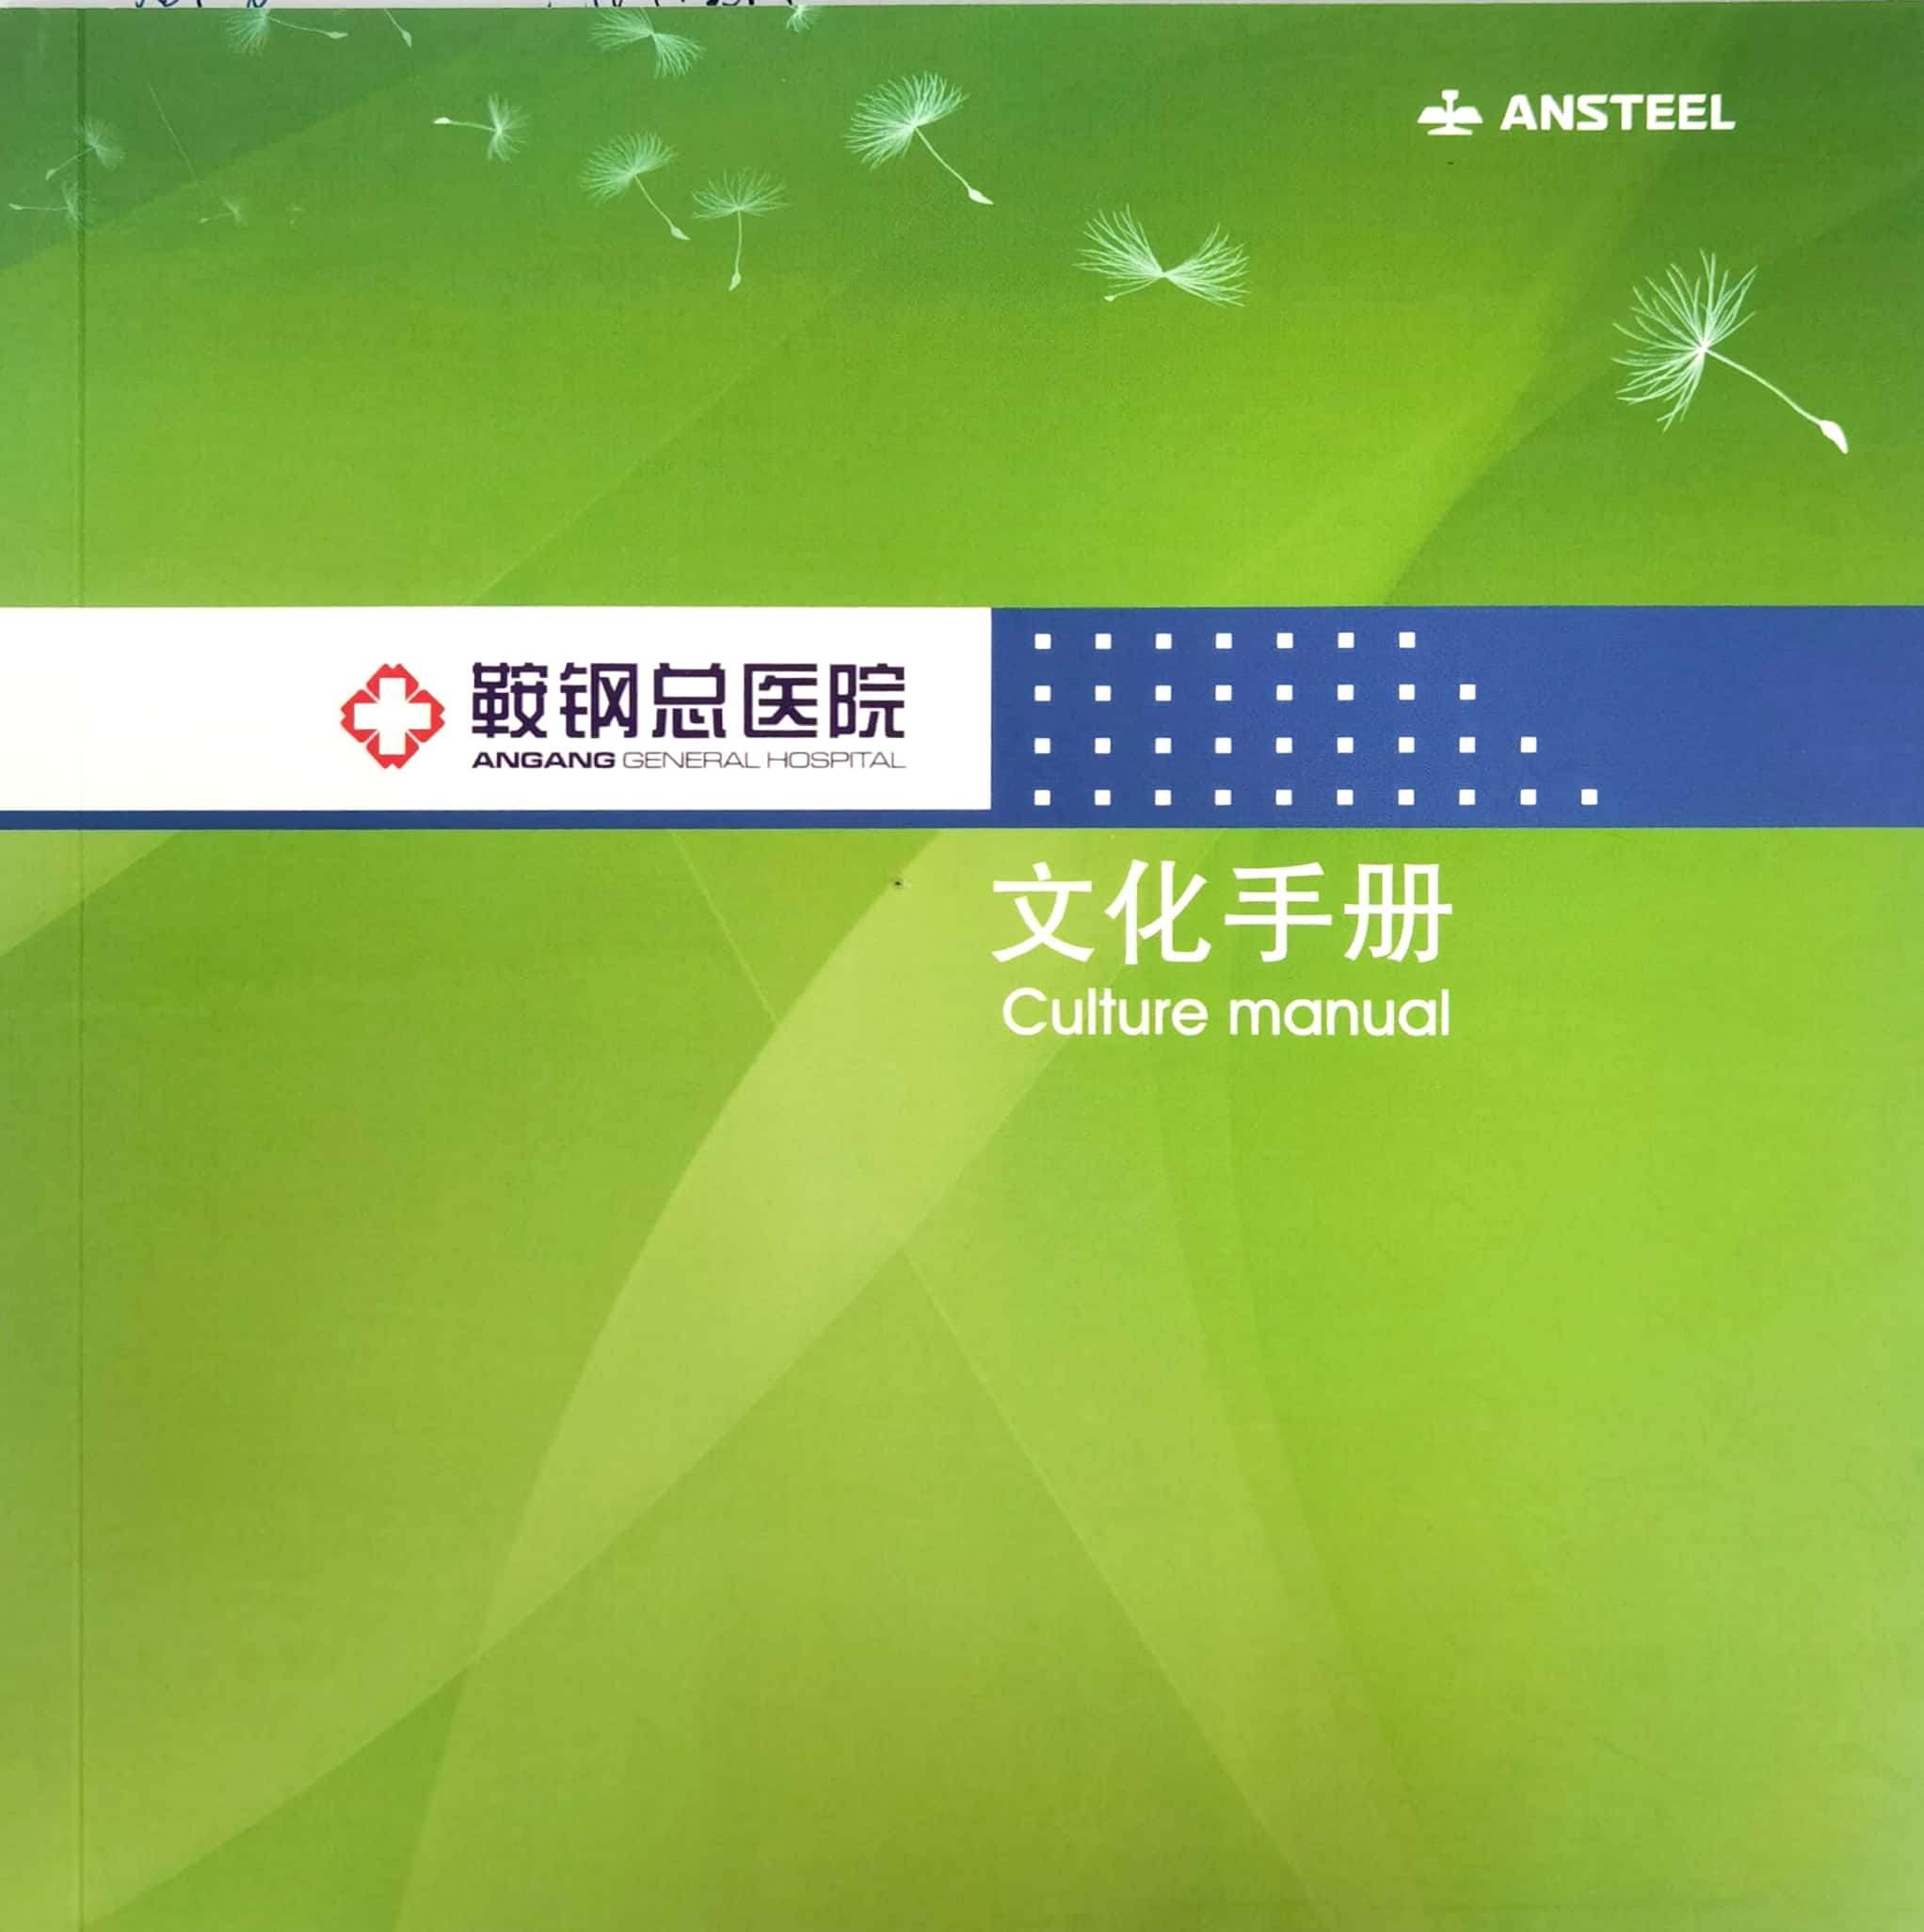 ANSTEEL
鞍钢总医院
ANGANG GENERAL HOSPITAL
文化手册
Culture manual